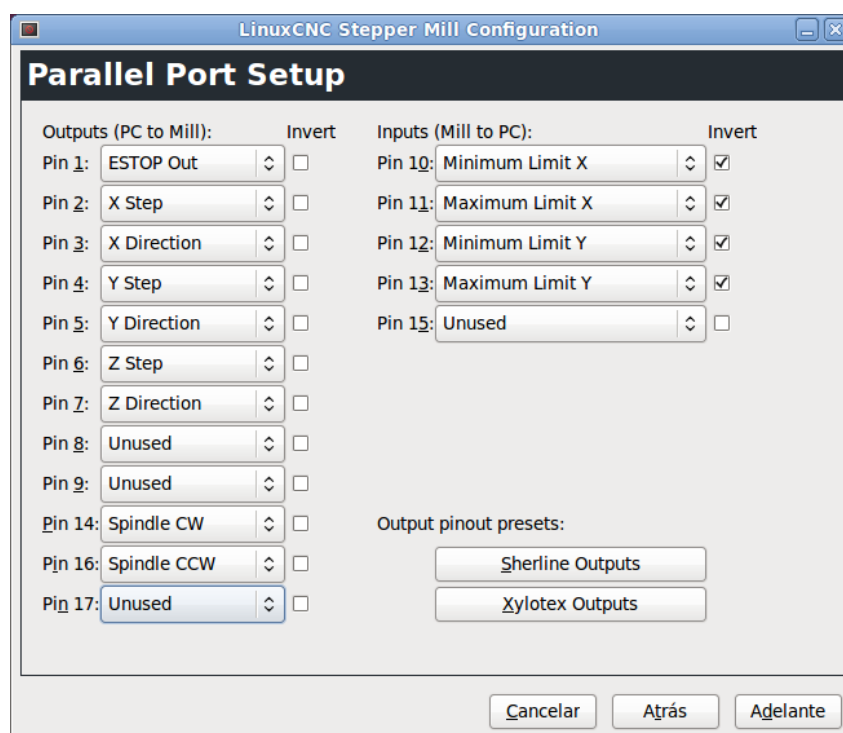 LinuxCNC Stepper Mill Configuration
Parallel Port Setup
Outputs (PC to Mill): Invert Inputs (Mill to PC): Invert
Pin 1: ESTOP Out Pin 10: Minimum Limit X
Pin 2: X Step Pin 11: Maximum Limit X
Pin 3: X Direction Pin 12: Minimum Limit Y
Pin 4: Y Step Pin 13: Maximum Limit Y
Pin 5: Y Direction Pin 15: Unused
Pin 6: Z Step
Pin 7: Z Direction
Pin 8: Unused
Pin 9: Unused
Pin 14: Spindle CW Output pinout presets:
Pin 16: Spindle CCW Sherline Outputs
Pin 17: Unused Xylotex Outputs
Cancelar Atrás Adelante